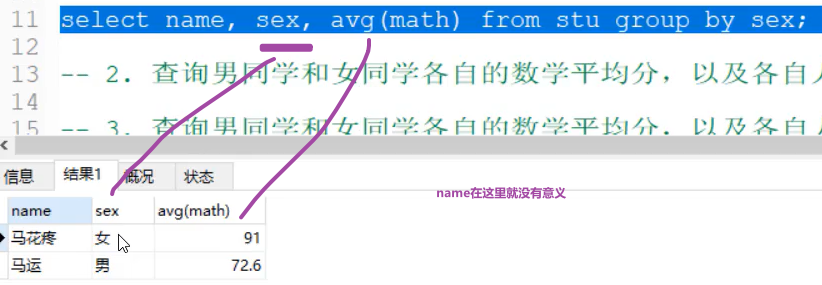 11 select name, sex, avg(math) from stu group by sex;
12
13 -- 2. 查询男同学和女同学各自的数学平均分，以及各自
14
15 -- 3. 查询男同学和女同学各自的数学平均分，以及各自
信息 结果1 概况 状态
name在这里就没有意义
name sex avg(math)
马花疼 女 91
马运 男 72.6